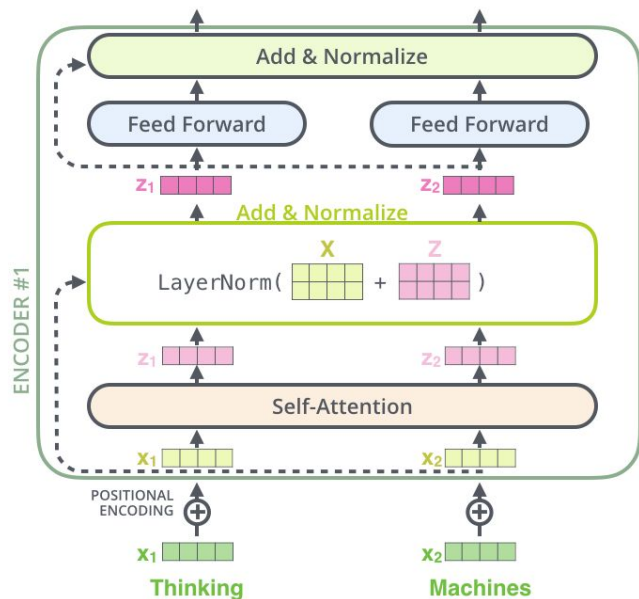 Add & Normalize
Feed Forward Feed Forward
z1 z2
Add & Normalize
X Z
LayerNorm( + )
ENCODER #1
z1 z2
Self-Attention
x1 x2
POSITIONAL
ENCODING
x1 x2
Thinking Machines